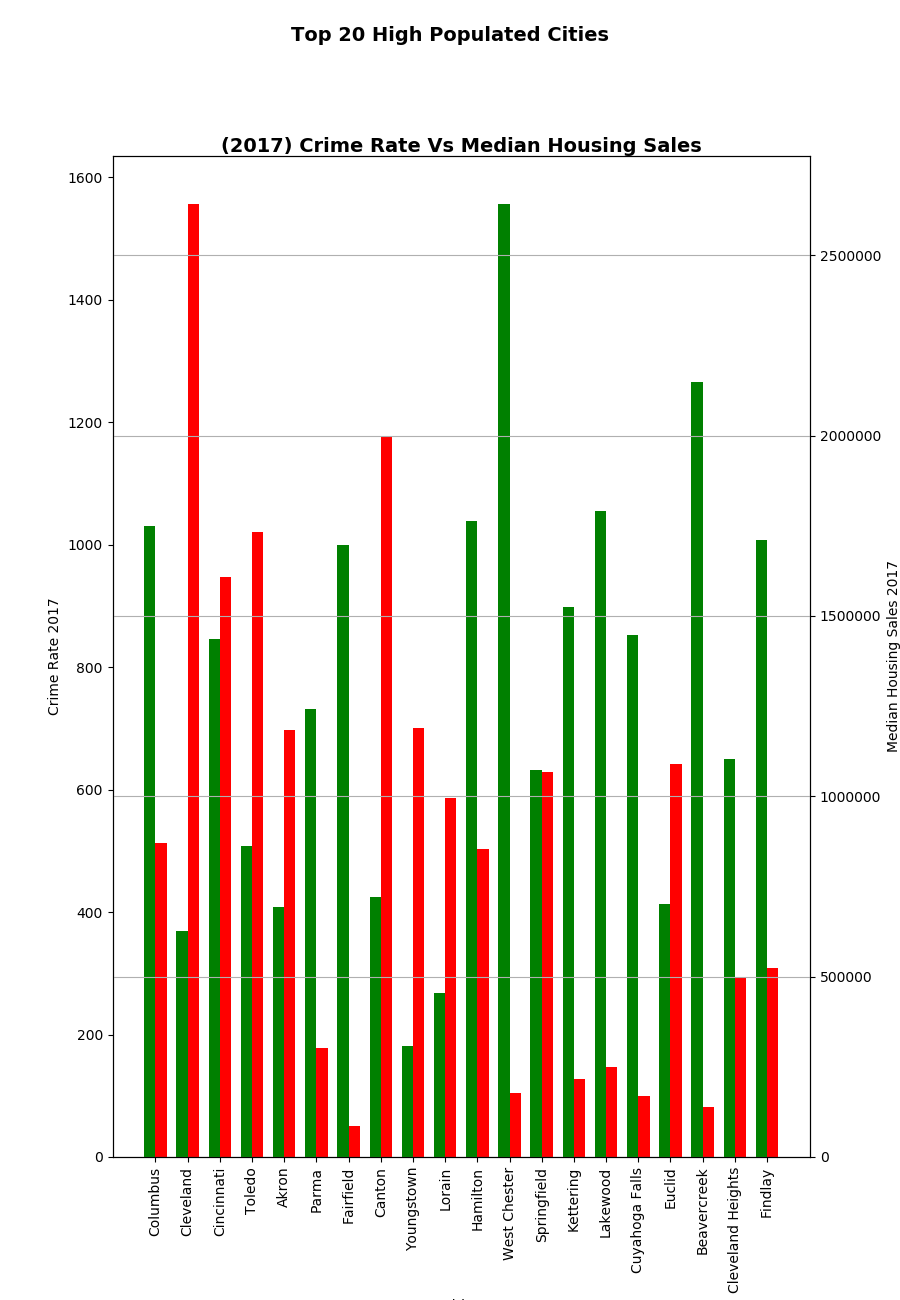 Top 20 High Populated Cities
(2017) Crime Rate Vs Median Housing Sales
1600
1400
1200
1000
800
600
400
200
0
Crime Rate 2017
2500000
2000000
1500000
1000000
500000
0
Median Housing Sales 2017
Columbus
Cleveland
Cincinnati
Toledo
Akron
Parma
Fairfield
Canton
Youngstown
Lorain
Hamilton
West Chester
Springfield
Kettering
Lakewood
Cuyahoga Falls
Euclid
Beavercreek
Cleveland Heights
Findlay